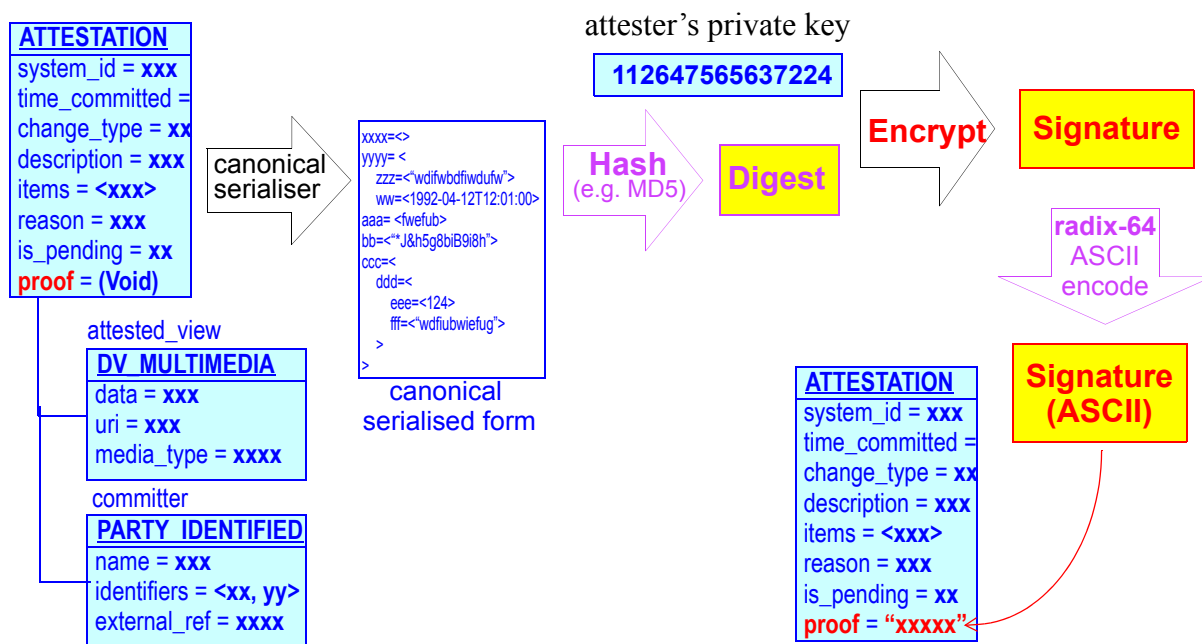 ATTESTATION
system_id = xxx
time_committed =
change_type = xx
description = xxx
items = <xxx>
reason = xxx
is_pending = xx
proof = (Void)
attested_view
DV_MULTIMEDIA
data = xxx
uri = xxx
media_type = xxxx
committer
PARTY_IDENTIFIED
name = xxx
identifiers = <xx, yy>
external_ref = xxxx
canonical
serialiser
xxxx=<>
yyyy= <
zzz=<“wdifwbdfiwdufw”>
ww=<1992-04-12T12:01:00>
aaa= <fwefub>
bb=<“*J&h5g8biB9i8h”>
ccc=<
ddd=<
eee=<124>
fff=<“wdfiubwiefug”>
>
>
canonical
serialised form
attester’s private key
112647565637224
Hash
(e.g. MD5)
Digest
Encrypt
Signature
radix-64
ASCII
encode
Signature
(ASCII)
ATTESTATION
system_id = xxx
time_committed =
change_type = xx
description = xxx
items = <xxx>
reason = xxx
is_pending = xx
proof = “xxxxx”